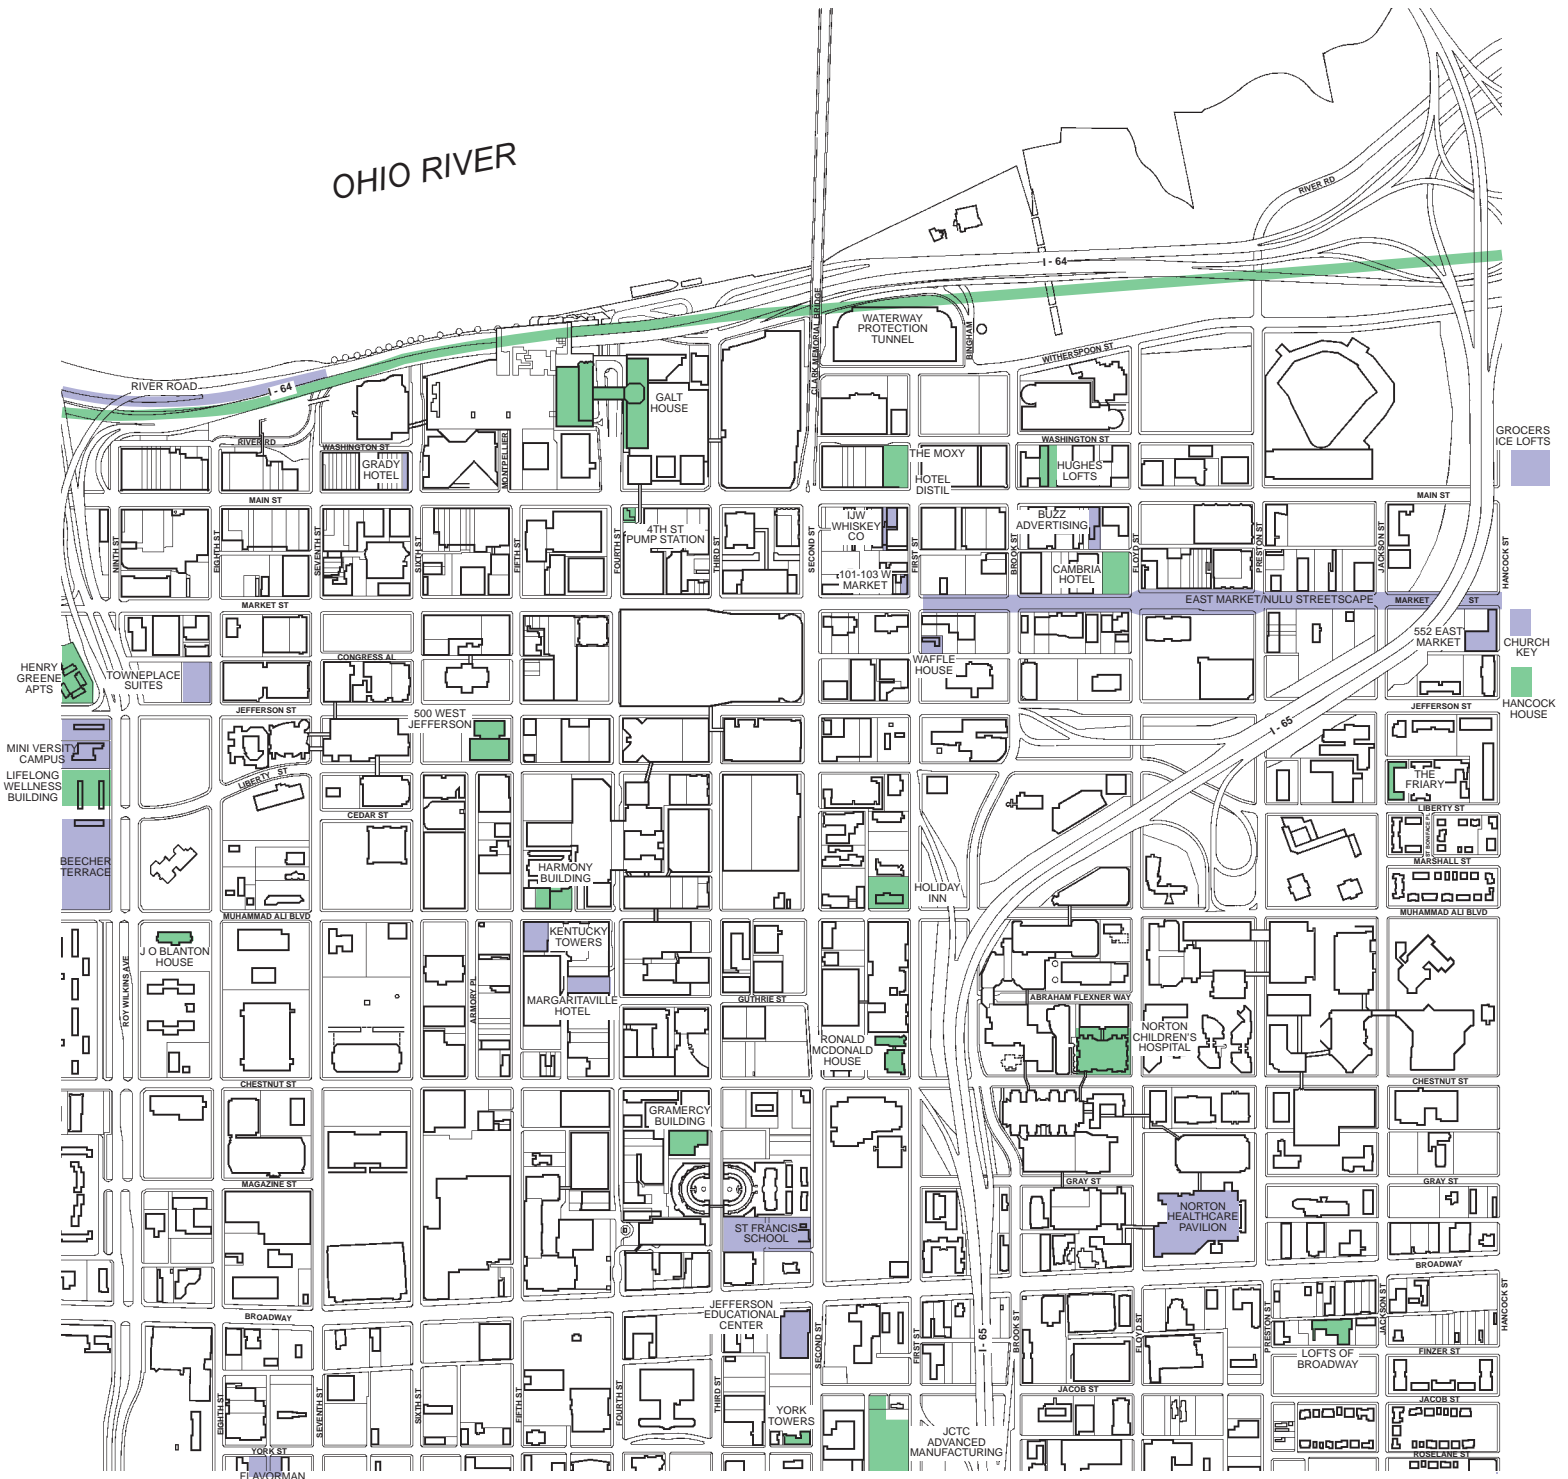 OHIO RIVER
RIVER RD
I - 64
CLARK MEMORIAL BRIDGE
WATERWAY
PROTECTION
TUNNEL
BINGHAM
WITHERSPOON ST
RIVER ROAD
I - 64
GALT
HOUSE
RIVER RD
WASHINGTON ST
WASHINGTON ST
GROCERS
ICE LOFTS
GRADY
HOTEL
MONTPELLIER
THE MOXY
HOTEL
DISTIL
HUGHES
LOFTS
MAIN ST
MAIN ST
NINTH ST
EIGHTH ST
SEVENTH ST
SIXTH ST
FIFTH ST
FOURTH ST
4TH ST
PUMP STATION
THIRD ST
SECOND ST
IJW
WHISKEY
CO
FIRST ST
BROOK ST
BUZZ
ADVERTISING
FLOYD ST
PRESTON ST
JACKSON ST
HANCOCK ST
101-103 W
MARKET
CAMBRIA
HOTEL
MARKET ST
EAST MARKET/NULU STREETSCAPE
MARKET ST
552 EAST
MARKET
CHURCH
KEY
CONGRESS AL
WAFFLE
HOUSE
HENRY
GREENE
APTS
TOWNEPLACE
SUITES
HANCOCK
HOUSE
JEFFERSON ST
JEFFERSON ST
500 WEST
JEFFERSON
I - 65
MINI VERSITY
CAMPUS
LIFELONG
WELLNESS
BUILDING
LIBERTY ST
THE
FRIARY
LIBERTY ST
CEDAR ST
ST BONIFACE PL
BEECHER
TERRACE
HARMONY
BUILDING
MARSHALL ST
HOLIDAY
INN
MUHAMMAD ALI BLVD
MUHAMMAD ALI BLVD
J O BLANTON
HOUSE
KENTUCKY
TOWERS
ROY WILKINS AVE
ARMORY PL
MARGARITAVILLE
HOTEL
GUTHRIE ST
ABRAHAM FLEXNER WAY
RONALD
MCDONALD
HOUSE
NORTON
CHILDREN'S
HOSPITAL
CHESTNUT ST
CHESTNUT ST
GRAMERCY
BUILDING
MAGAZINE ST
GRAY ST
GRAY ST
ST FRANCIS
SCHOOL
NORTON
HEALTHCARE
PAVILION
BROADWAY
BROADWAY
JEFFERSON
EDUCATIONAL
CENTER
SECOND ST
FIRST ST
I - 65
BROOK ST
FLOYD ST
PRESTON ST
JACKSON ST
HANCOCK ST
LOFTS OF
BROADWAY
FINZER ST
EIGHTH ST
SEVENTH ST
SIXTH ST
FIFTH ST
FOURTH ST
THIRD ST
JACOB ST
JACOB ST
YORK
TOWERS
JCTC
ADVANCED
MANUFACTURING
YORK ST
ROSELANE ST
FLAVORMAN